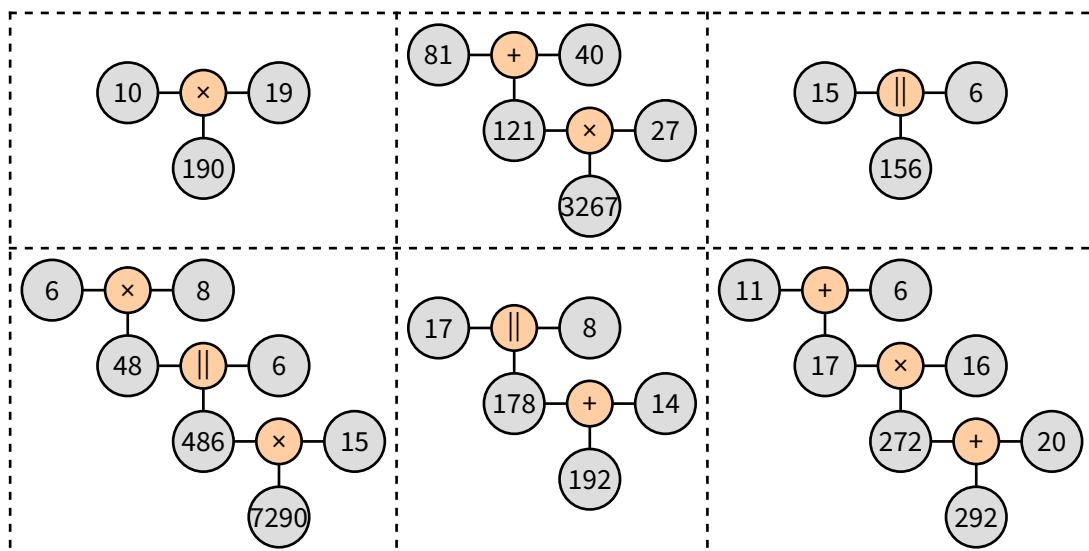 10 × 19
190
81 + 40
121 × 27
3267
15 || 6
156
6 × 8
48 || 6
486 × 15
7290
17 || 8
178 + 14
192
11 + 6
17 × 16
272 + 20
292